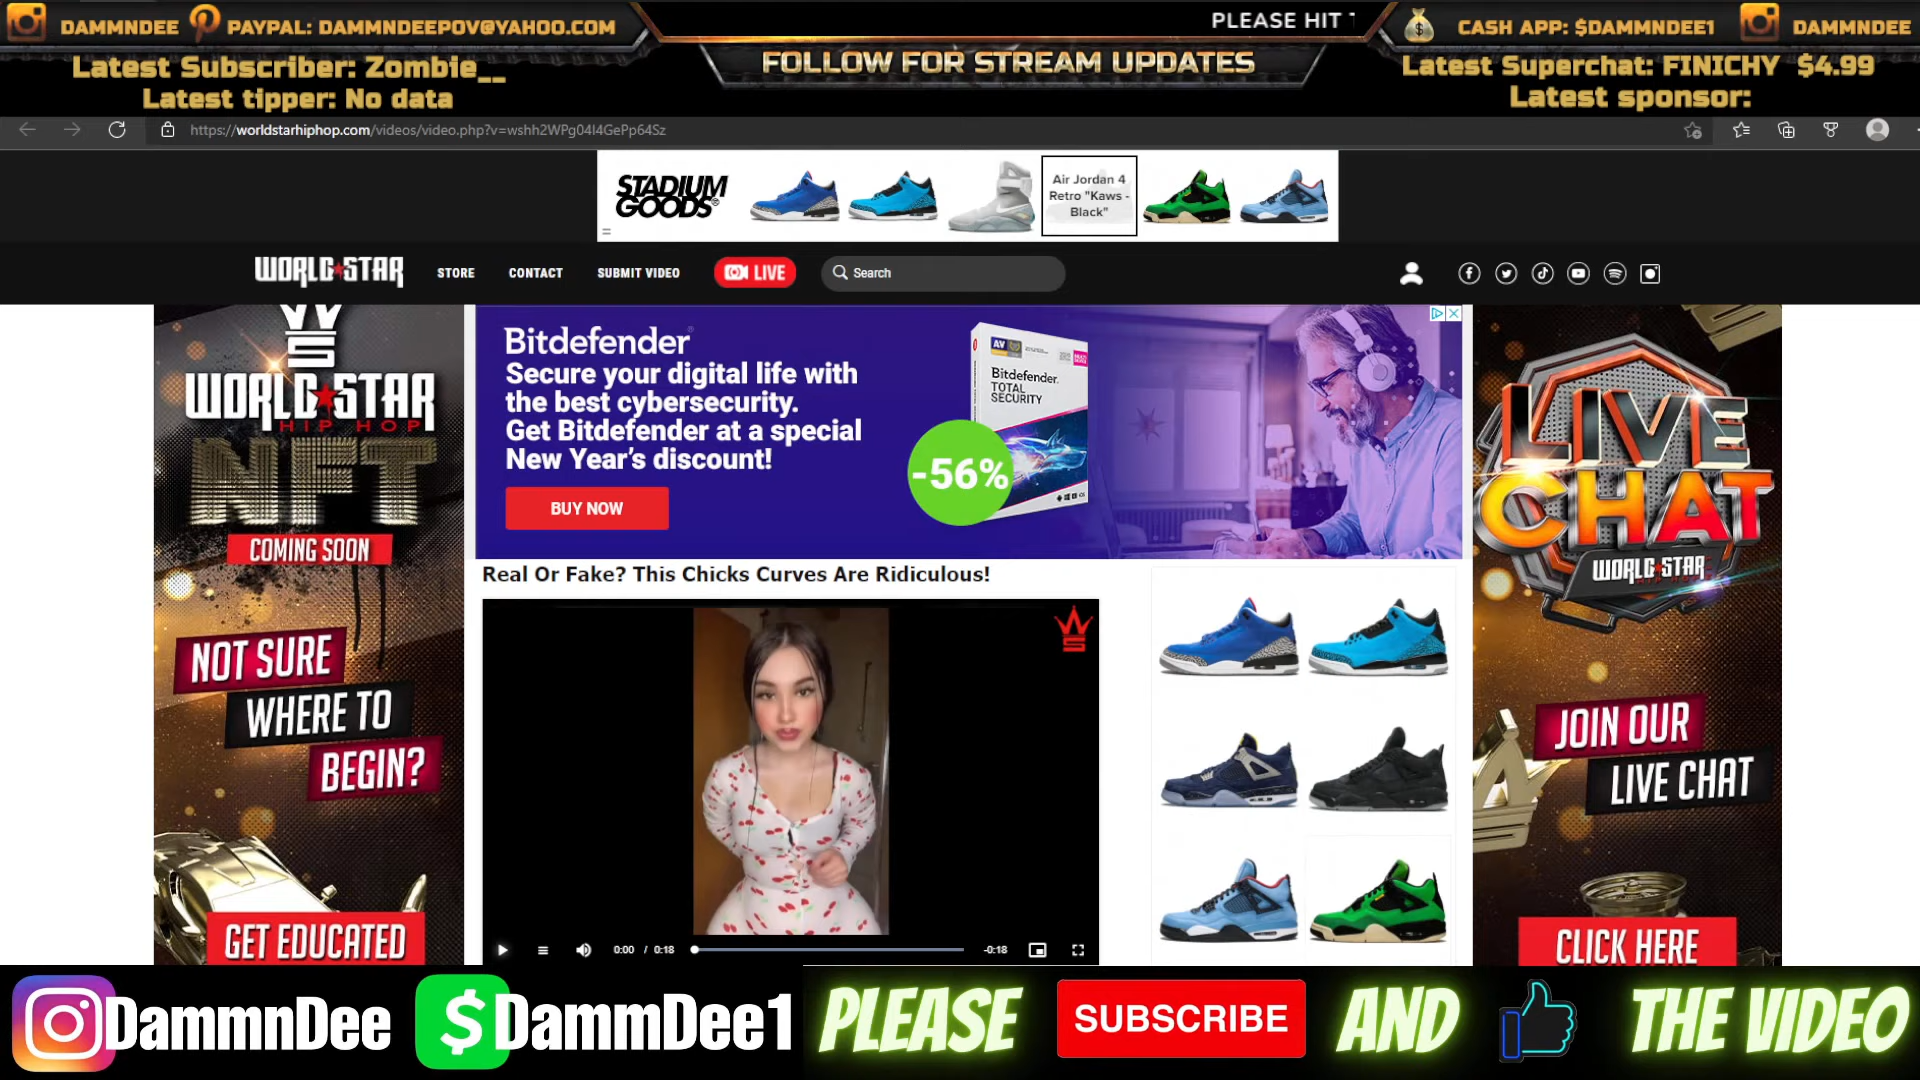 DAMMNDEE
PAYPAL: DAMMNDEEPOV@YAHOO.COM
PLEASE HIT
CASH APP: $DAMMNDEE1
DAMMNDEE
Latest Subscriber: Zombie__
FOLLOW FOR STREAM UPDATES
Latest Superchat: FINICHY $4.99
Latest tipper: No data
Latest sponsor:
https://worldstarhiphop.com/videos/video.php?v=wshh2WPg04I4GePp64Sz
STADIUM
GOODS
Air Jordan 4
Retro "Kaws -
Black"
WORLD STAR
STORE
CONTACT
SUBMIT VIDEO
LIVE
Search
WS
WORLD STAR
HIP HOP
NFT
COMING SOON
NOT SURE
WHERE TO
BEGIN?
GET EDUCATED
Bitdefender
Secure your digital life with
the best cybersecurity.
Get Bitdefender at a special
New Year's discount!
BUY NOW
-56%
Bitdefender
TOTAL
SECURITY
Real Or Fake? This Chicks Curves Are Ridiculous!
0:00 / 0:18
-0:18
LIVE
CHAT
WORLD STAR
HIP HOP
JOIN OUR
LIVE CHAT
CLICK HERE
DammnDee
$DammDee1
PLEASE
SUBSCRIBE
AND
THE VIDEO